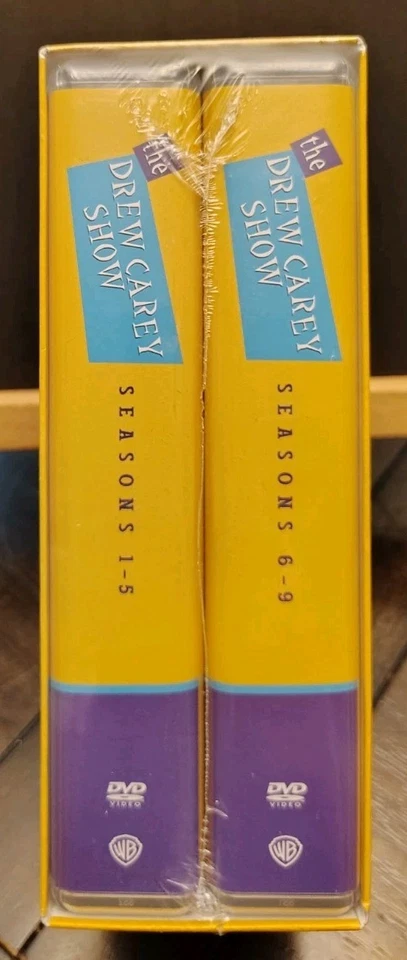 the
DREW CAREY
SHOW
SEASONS 1-5
DVD
VIDEO
WB
the
DREW CAREY
SHOW
SEASONS 6-9
DVD
VIDEO
WB